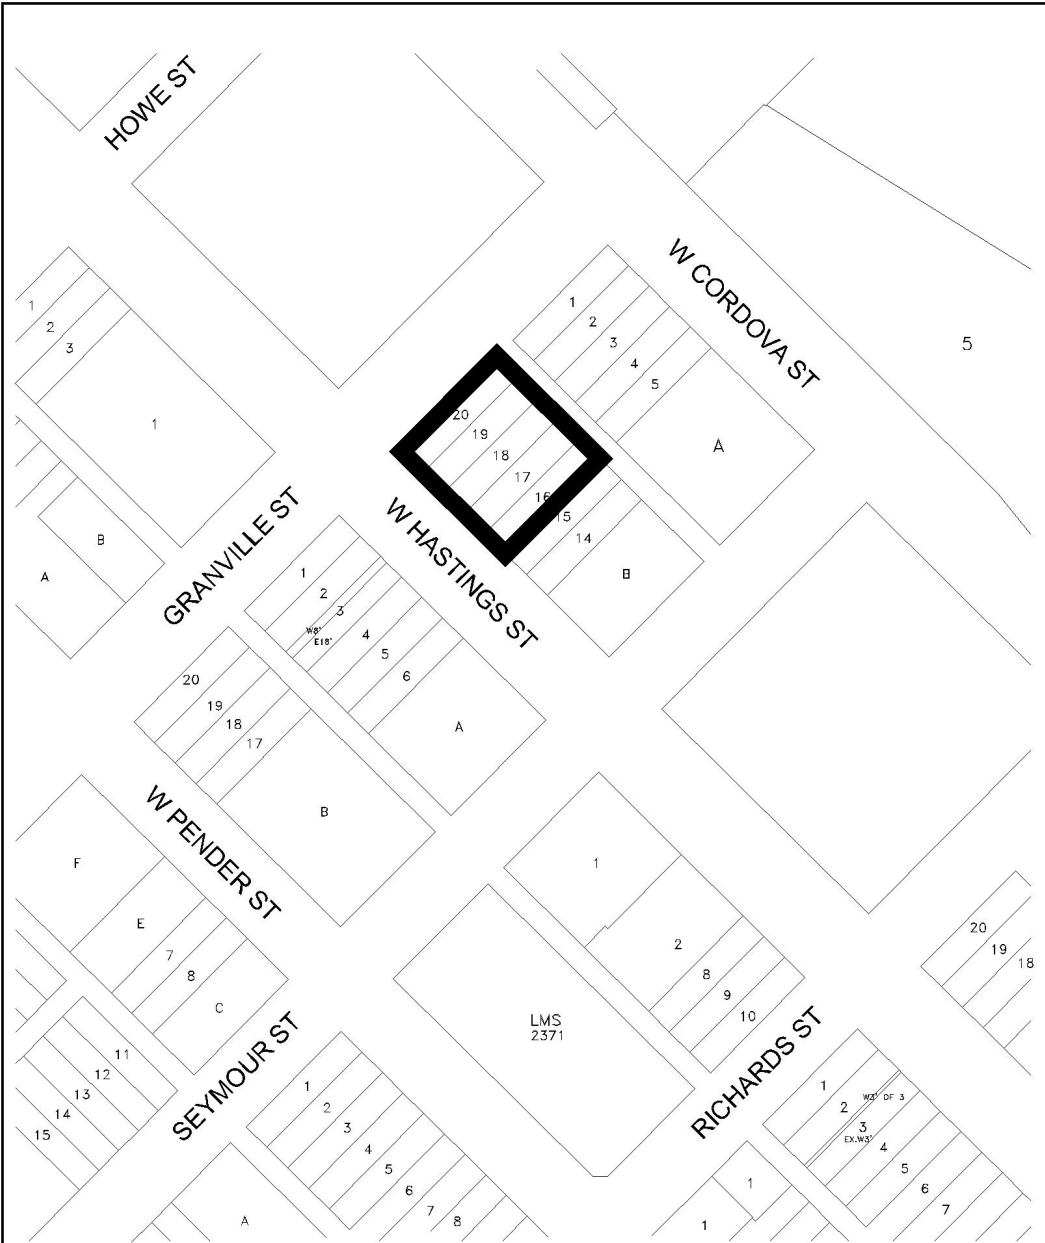 HOWE ST
W CORDOVA ST
5
1
2
3
4
5
A
1
2
3
1
20
19
18
17
16
15
14
B
B
A
GRANVILLE ST
W HASTINGS ST
1
2
3
W8'
E18'
4
5
6
A
20
19
18
17
B
W PENDER ST
F
E
7
8
C
1
2
8
9
10
20
19
18
LMS
2371
SEYMOUR ST
RICHARDS ST
11
12
13
14
15
1
2
3
4
5
6
7
8
A
1
2
W3' OF 3
3
EX.W3'
4
5
6
7
1
1